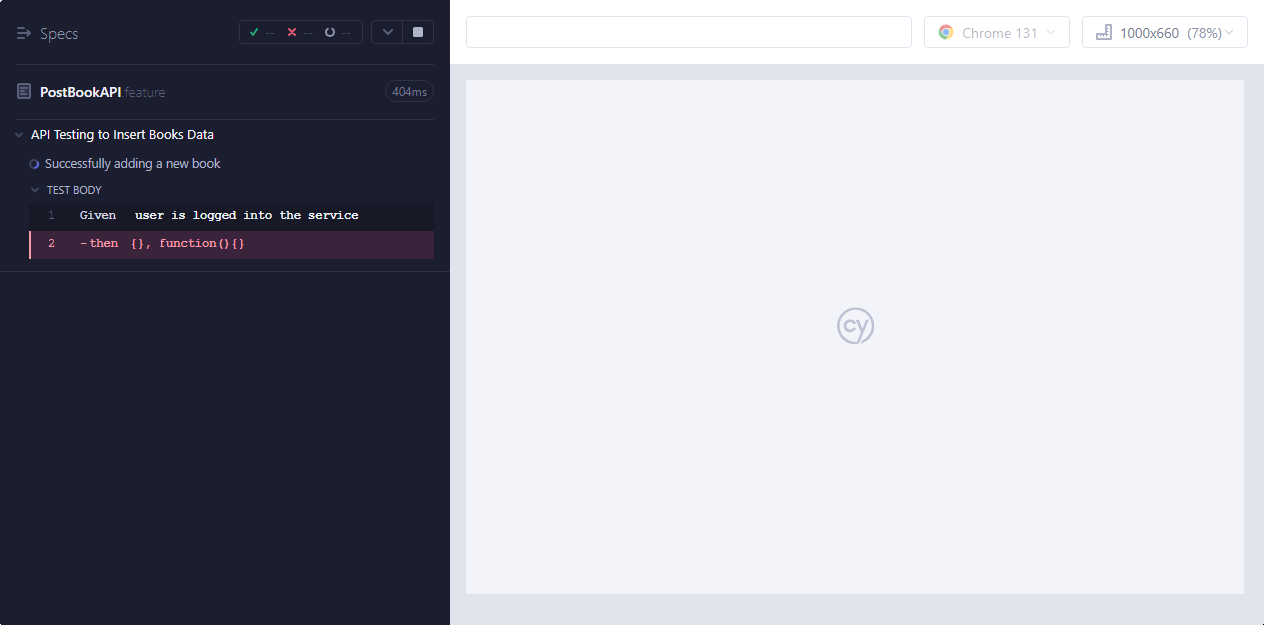 Specs
-- -- --
Chrome 131
1000x660 (78%)
PostBookAPI feature
404ms
API Testing to Insert Books Data
Successfully adding a new book
TEST BODY
1 Given user is logged into the service
2 -then {}, function(){}
cy